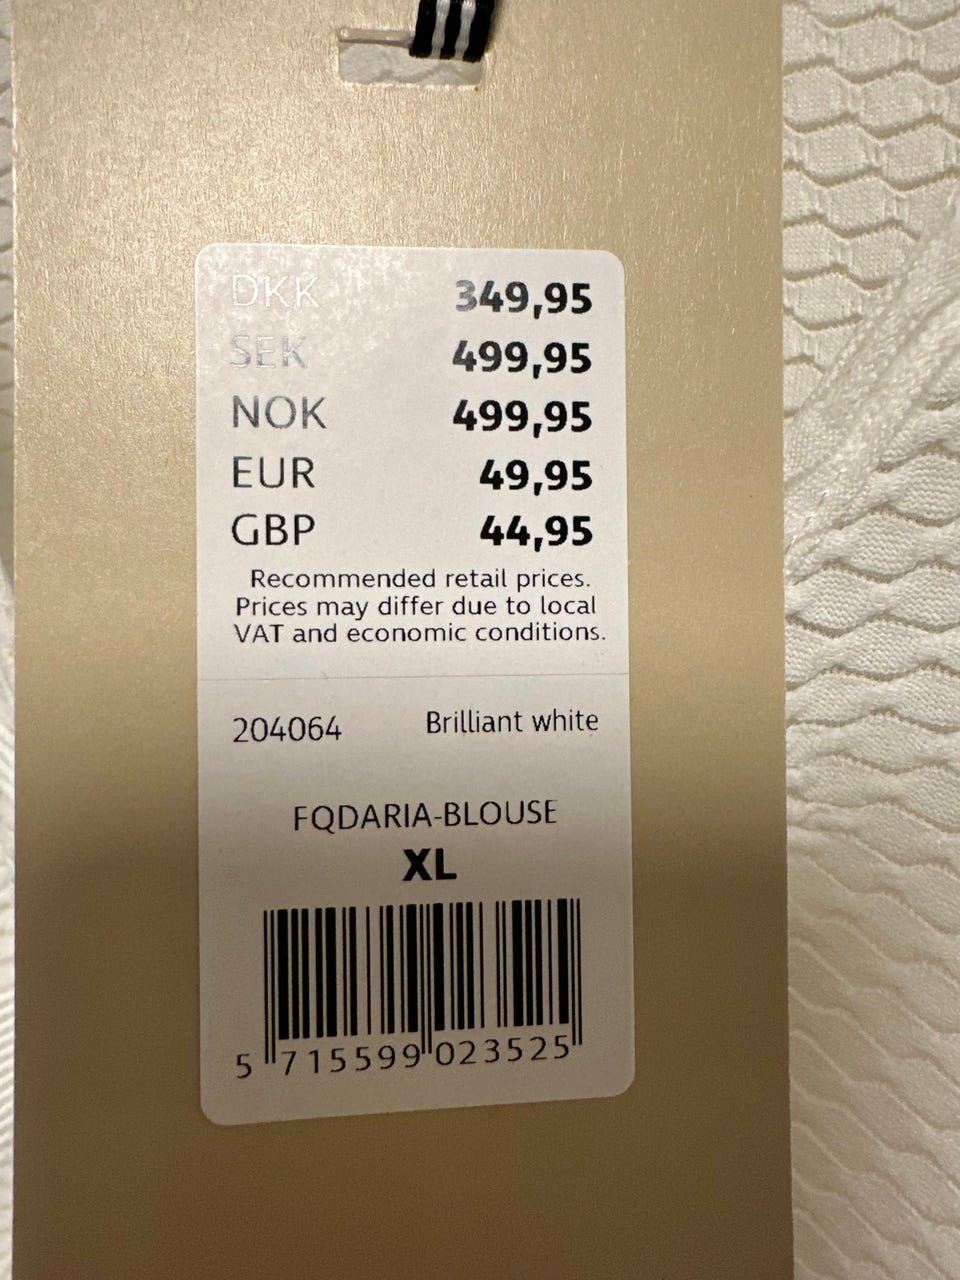 DKK 349,95
SEK 499,95
NOK 499,95
EUR 49,95
GBP 44,95
Recommended retail prices.
Prices may differ due to local
VAT and economic conditions.
204064 Brilliant white
FQDARIA-BLOUSE
XL
5 715599 023525